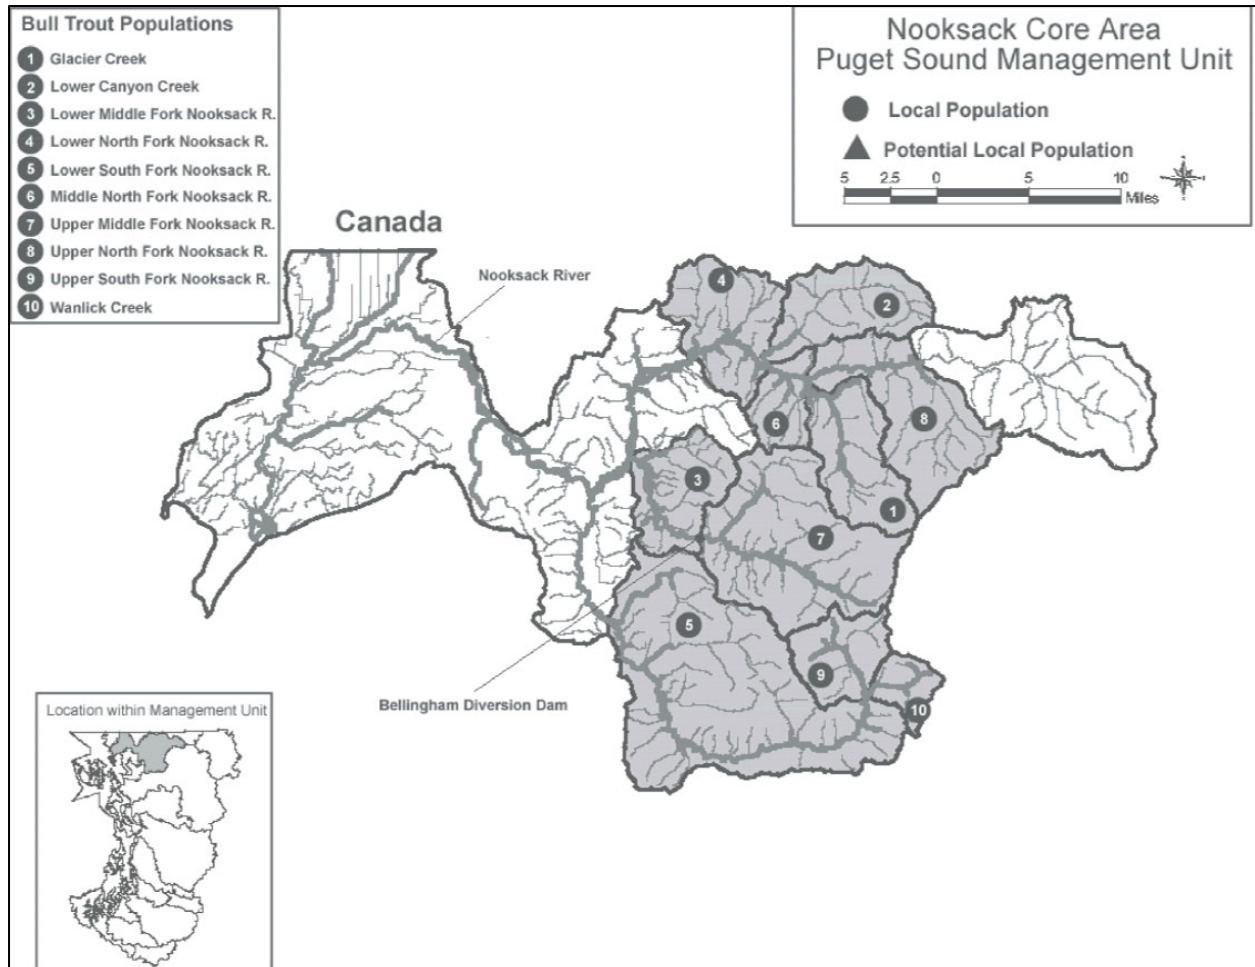 Bull Trout Populations
1 Glacier Creek
2 Lower Canyon Creek
3 Lower Middle Fork Nooksack R.
4 Lower North Fork Nooksack R.
5 Lower South Fork Nooksack R.
6 Middle North Fork Nooksack R.
7 Upper Middle Fork Nooksack R.
8 Upper North Fork Nooksack R.
9 Upper South Fork Nooksack R.
10 Wanlick Creek
Nooksack Core Area
Puget Sound Management Unit
Local Population
Potential Local Population
5 2.5 0 5 10
Miles
Canada
Nooksack River
4
2
6
8
3
1
7
5
9
10
Bellingham Diversion Dam
Location within Management Unit